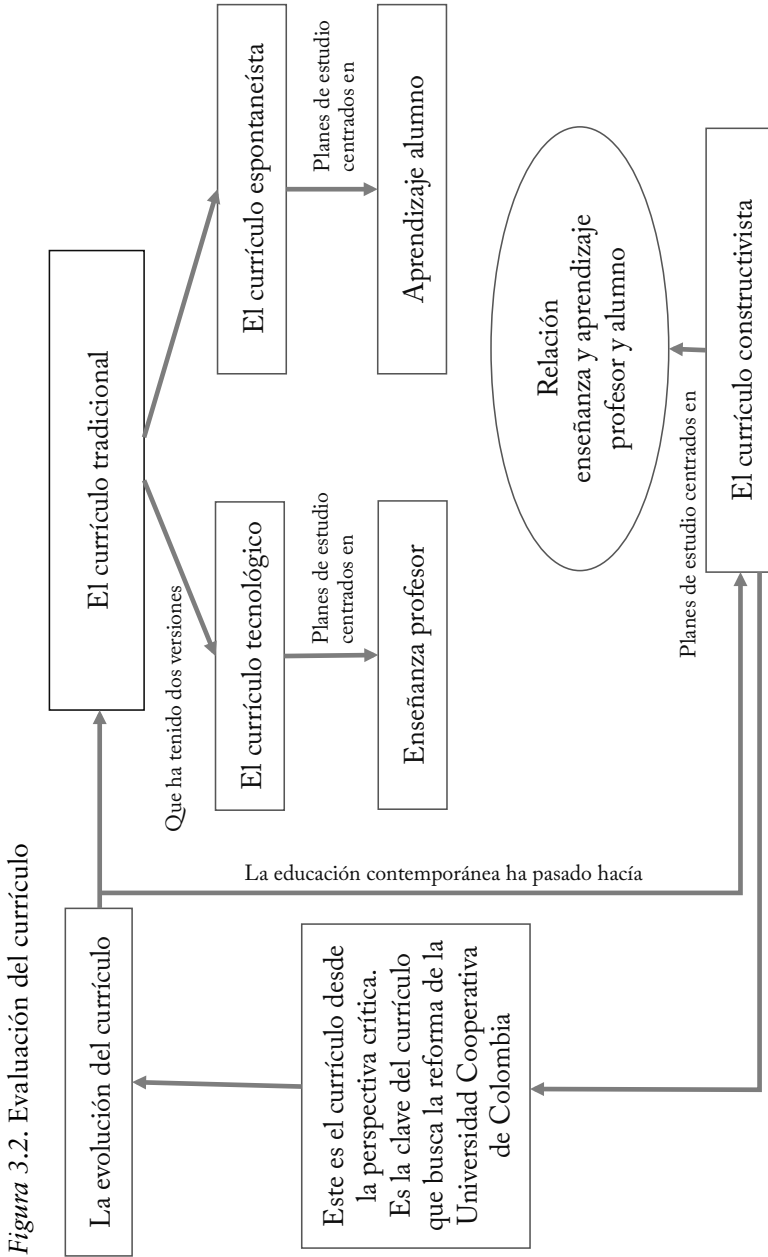 Figura 3.2. Evaluación del currículo
La evolución del currículo
El currículo tradicional
Que ha tenido dos versiones
El currículo tecnológico
El currículo espontaneísta
Planes de estudio
centrados en
Planes de estudio
centrados en
Enseñanza profesor
Aprendizaje alumno
La educación contemporánea ha pasado hacía
Este es el currículo desde
la perspectiva crítica.
Es la clave del currículo
que busca la reforma de la
Universidad Cooperativa
de Colombia
Relación
enseñanza y aprendizaje
profesor y alumno
Planes de estudio centrados en
El currículo constructivista